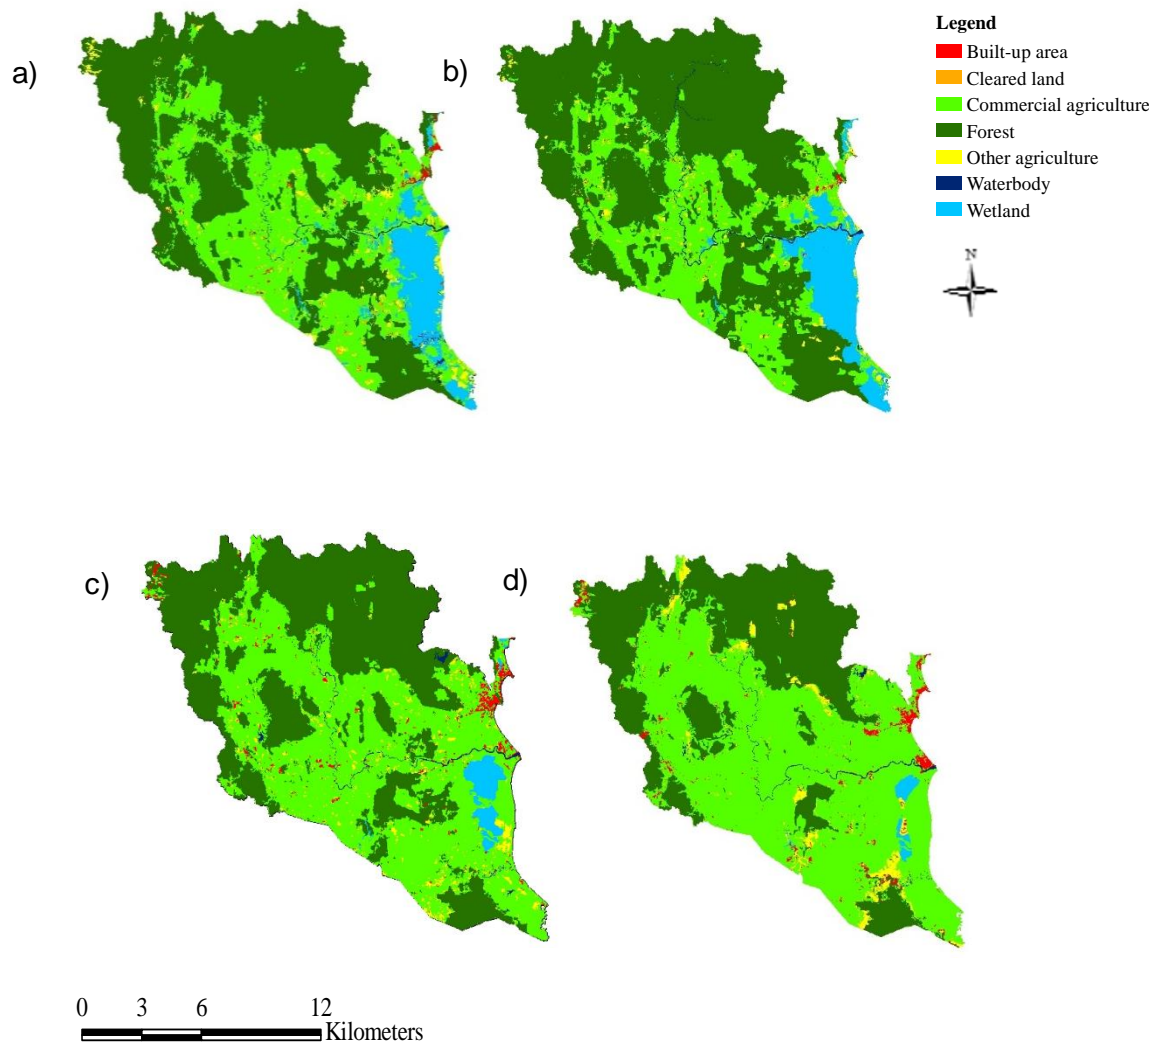 a)
b)
Legend
Built-up area
Cleared land
Commercial agriculture
Forest
Other agriculture
Waterbody
Wetland
N
c)
d)
0 3 6 12
Kilometers